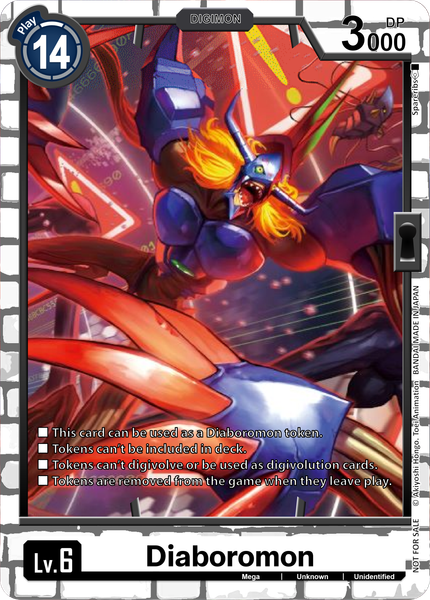 Play
14
DIGIMON
DP
3000
Spareribs
■ This card can be used as a Diaboromon token.
■ Tokens can't be included in deck.
■ Tokens can't digivolve or be used as digivolution cards.
■ Tokens are removed from the game when they leave play.
NOT FOR SALE © Akiyoshi Hongo, Toei Animation BANDAI MADE IN JAPAN
Lv.6
Diaboromon
Mega | Unknown | Unidentified